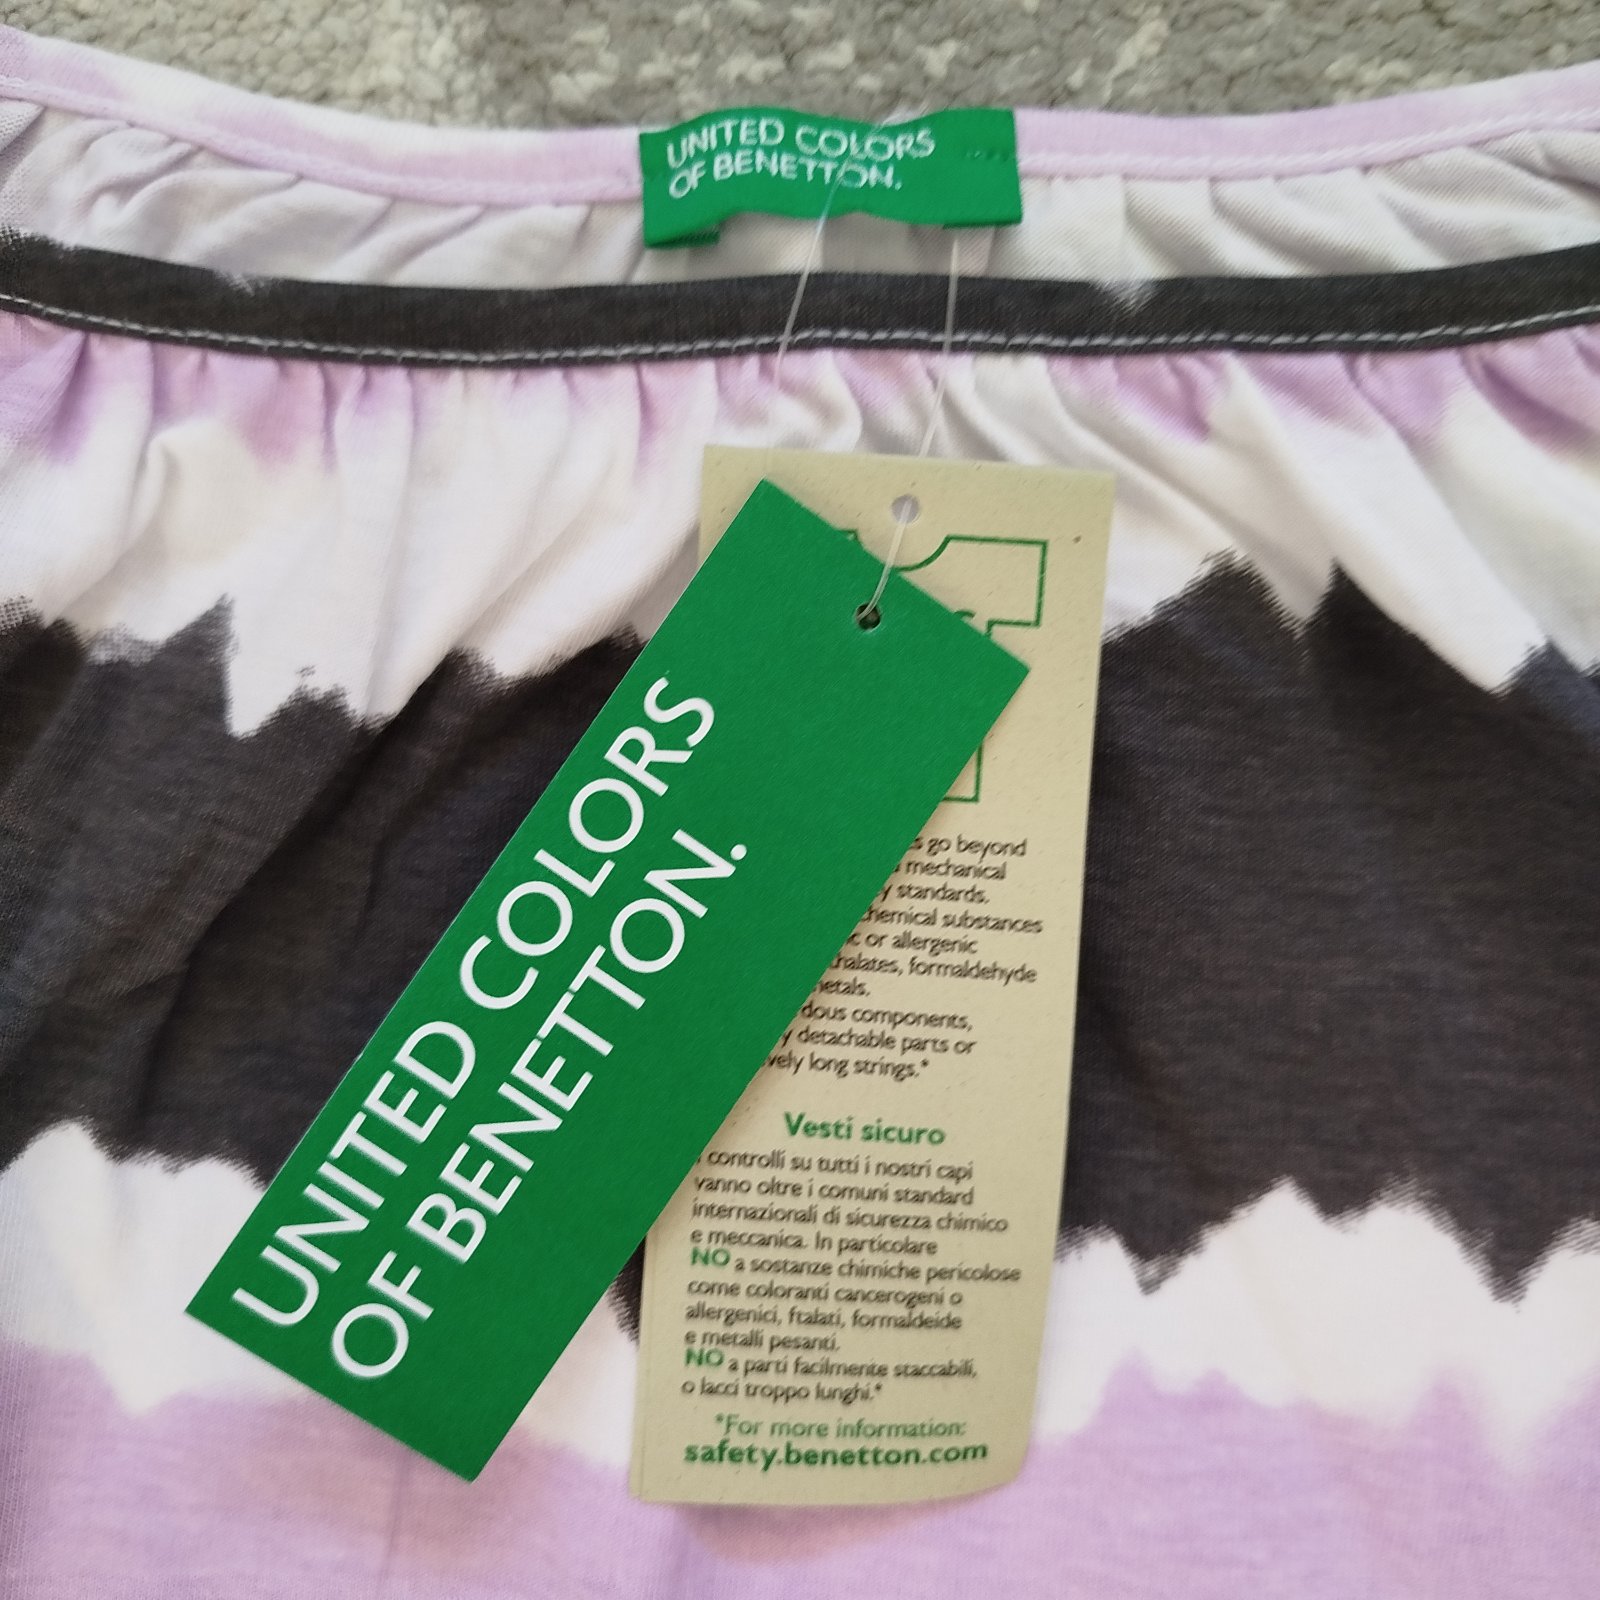 UNITED COLORS
OF BENETTON.
UNITED COLORS
OF BENETTON.
go beyond
mechanical
standards.
chemical substances
or allergenic
formaldehyde
components,
detachable parts or
long strings.*
Vesti sicuro
I controlli su tutti i nostri capi
vanno oltre i comuni standard
internazionali di sicurezza chimico
e meccanica. In particolare
NO a sostanze chimiche pericolose
come coloranti cancerogeni o
allergenici, ftalati, formaldeide
e metalli pesanti.
NO a parti facilmente staccabili,
o lacci troppo lunghi.*
*For more information:
safety.benetton.com